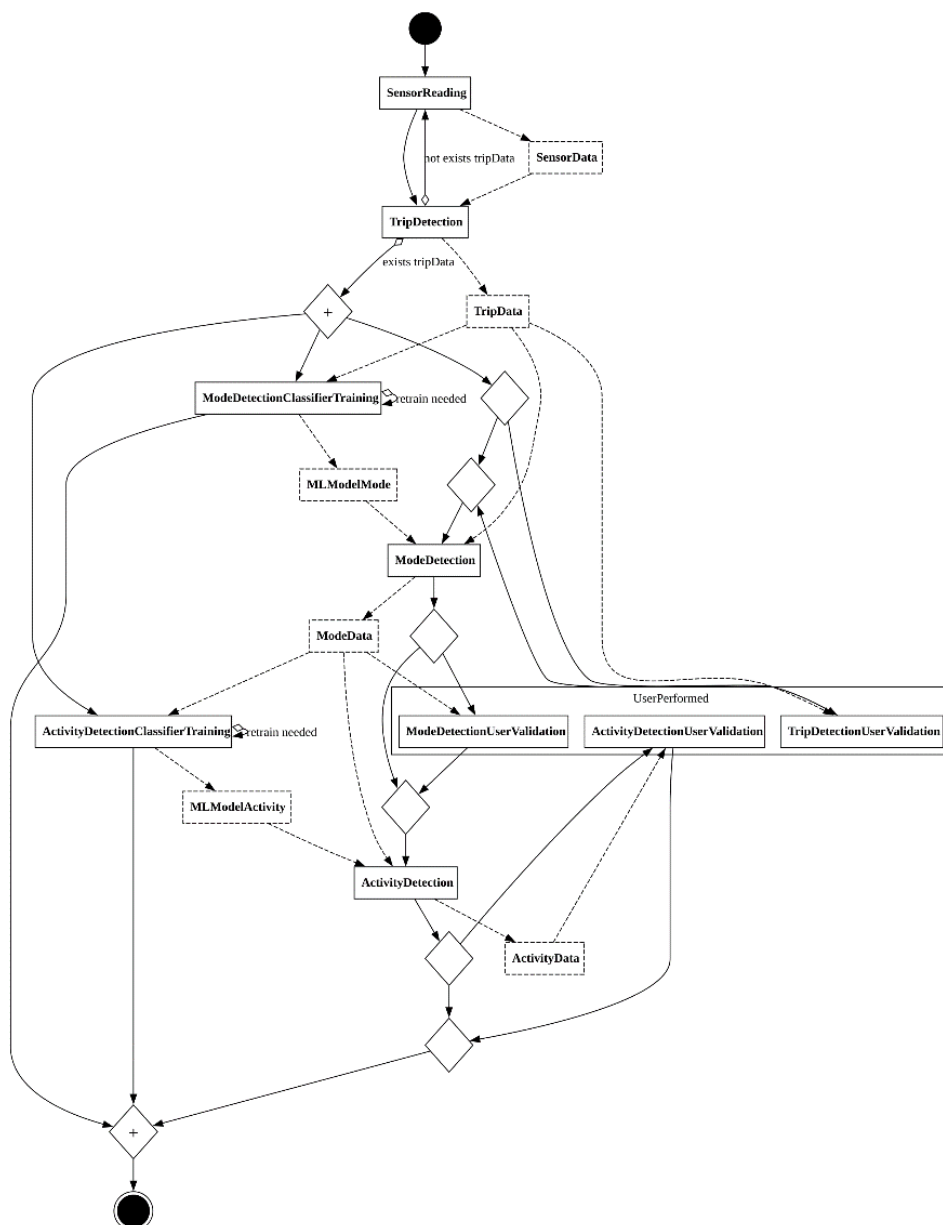 SensorReading
not exists tripData
SensorData
TripDetection
exists tripData
TripData
+
ModeDetectionClassifierTraining
retrain needed
MLModelMode
ModeDetection
ModeData
UserPerformed
ActivityDetectionClassifierTraining
retrain needed
ModeDetectionUserValidation
ActivityDetectionUserValidation
TripDetectionUserValidation
MLModelActivity
ActivityDetection
ActivityData
+